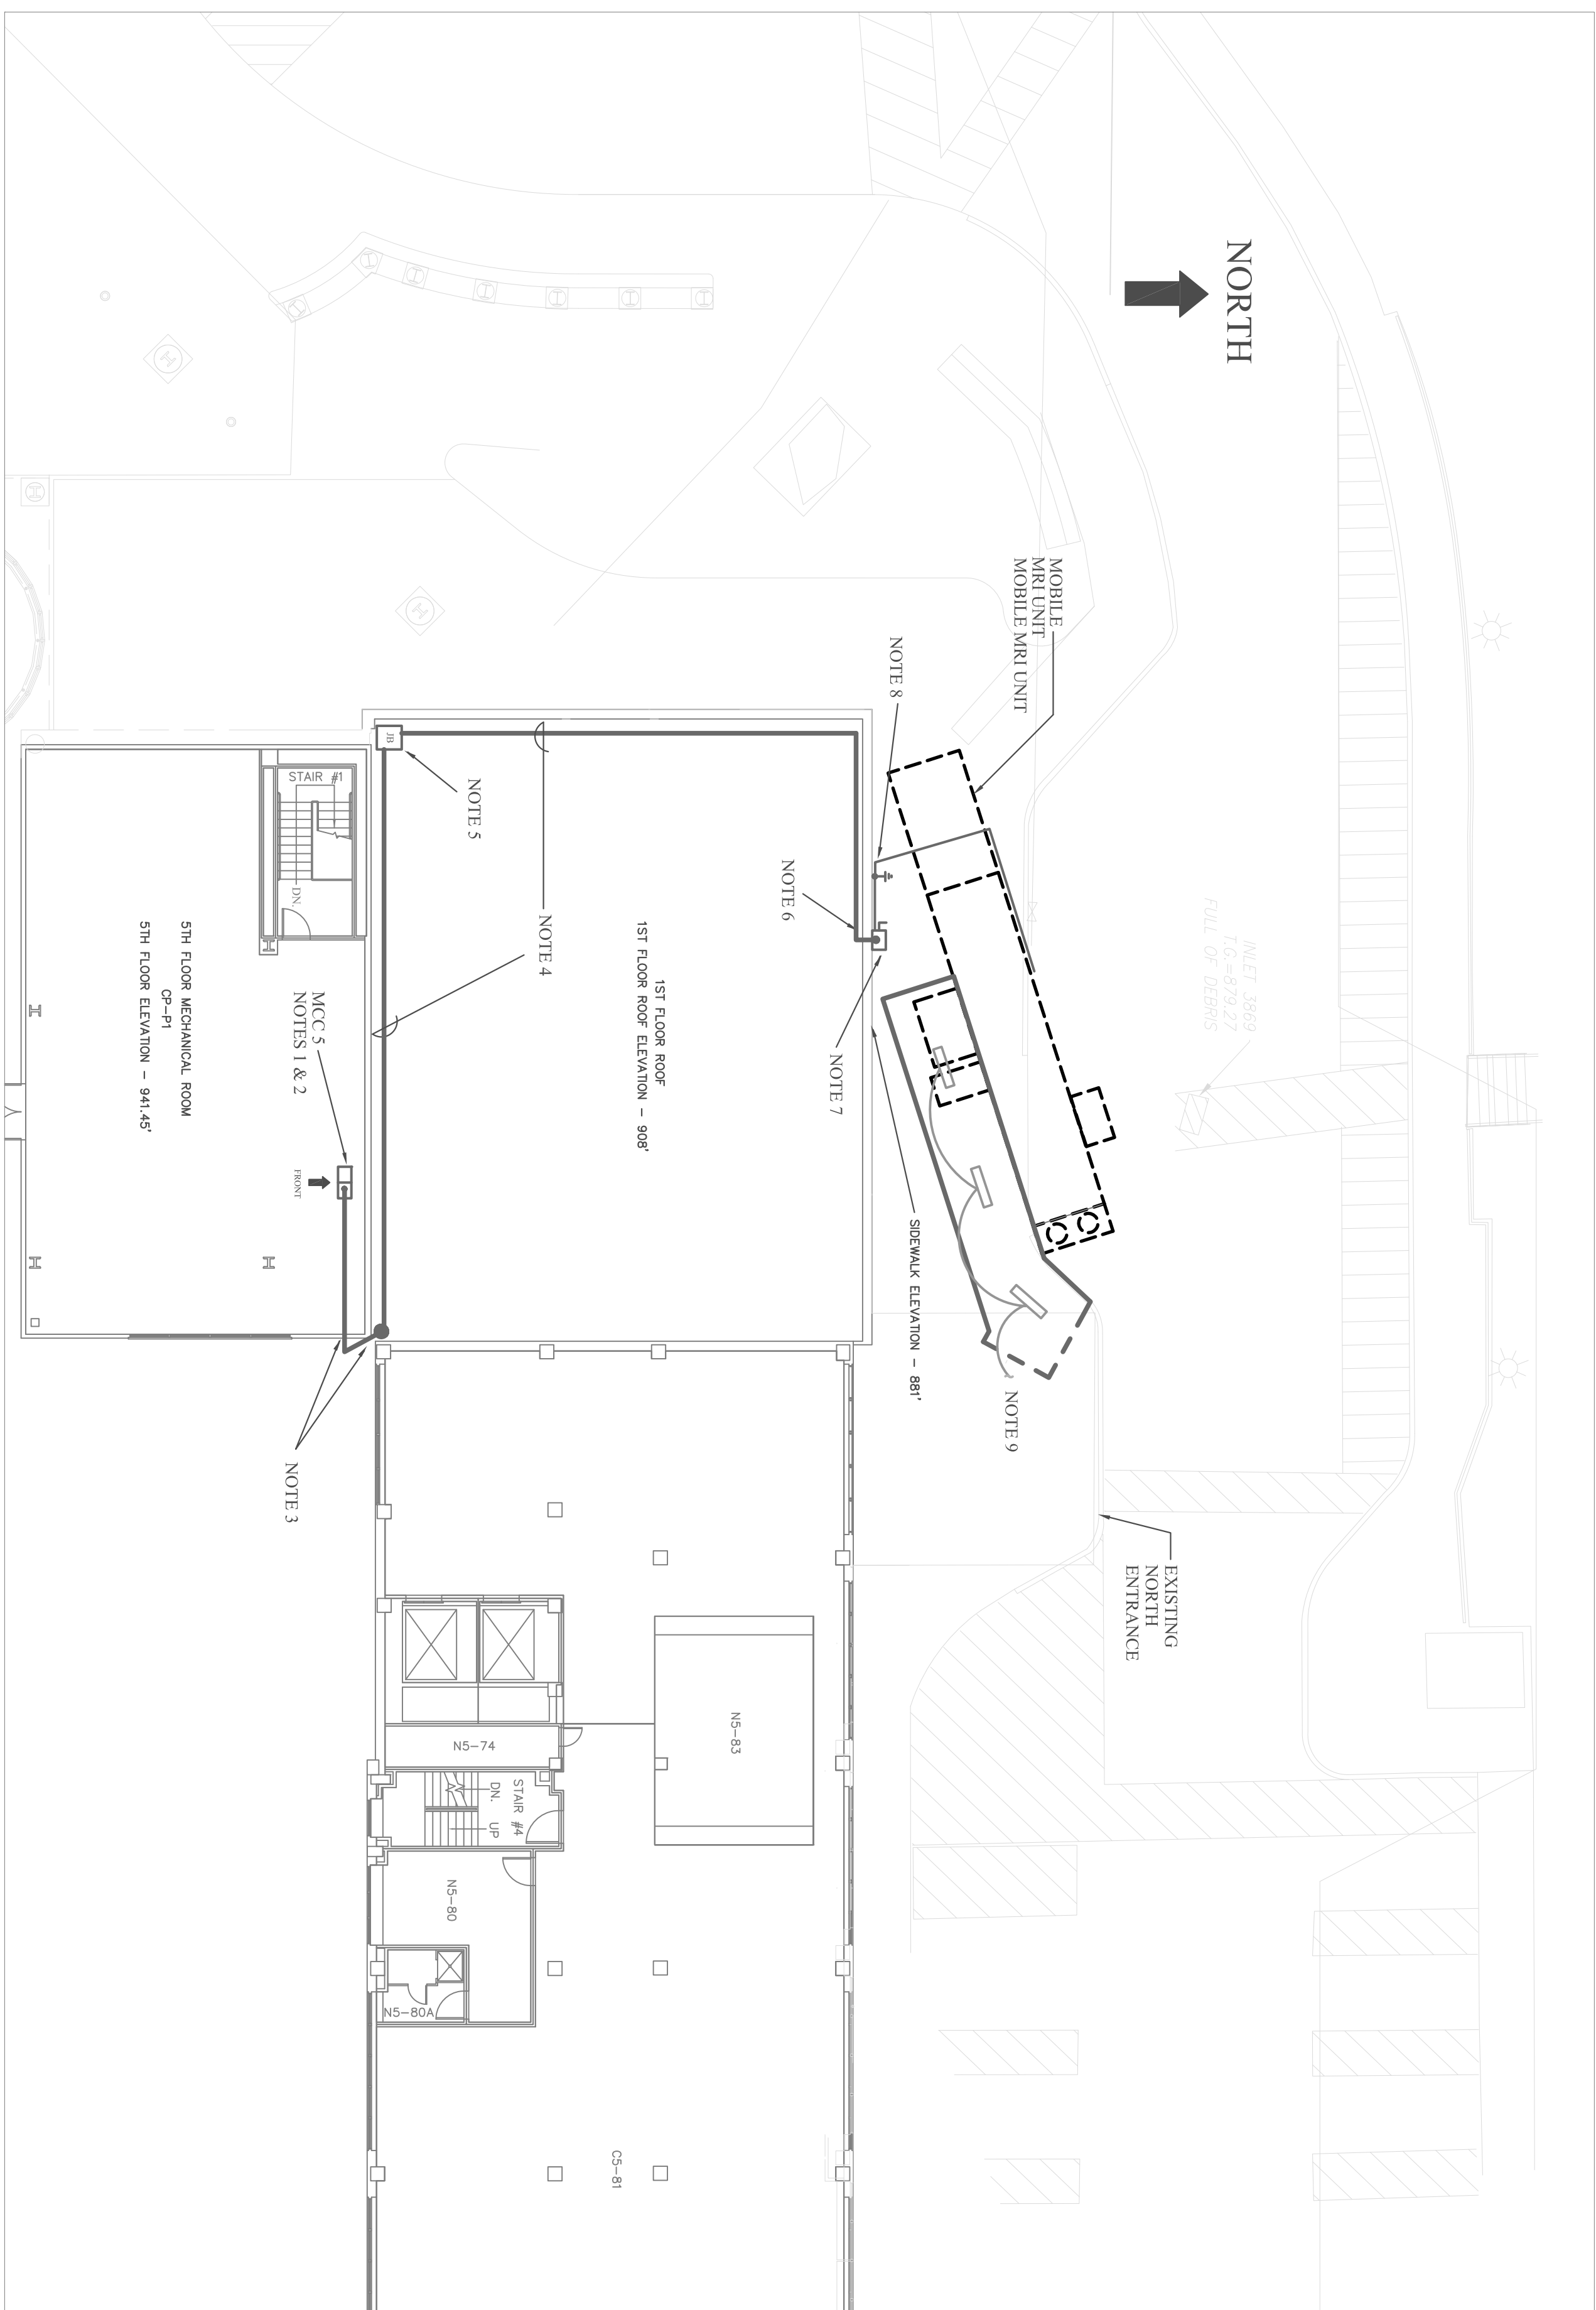 NORTH
MOBILE
MRI UNIT
MOBILE MRI UNIT
NOTE 8
INLET 3869
T.G.=879.27
FULL OF DEBRIS
JB
NOTE 5
NOTE 6
NOTE 4
1ST FLOOR ROOF
1ST FLOOR ROOF ELEVATION - 908'
NOTE 7
SIDEWALK ELEVATION - 881'
NOTE 9
EXISTING
NORTH
ENTRANCE
STAIR #1
DN.
5TH FLOOR MECHANICAL ROOM
CP-P1
5TH FLOOR ELEVATION - 941.45'
MCC 5
NOTES 1 & 2
FRONT
NOTE 3
N5-83
N5-74
STAIR #4
DN.
UP
N5-80
N5-80A
C5-81